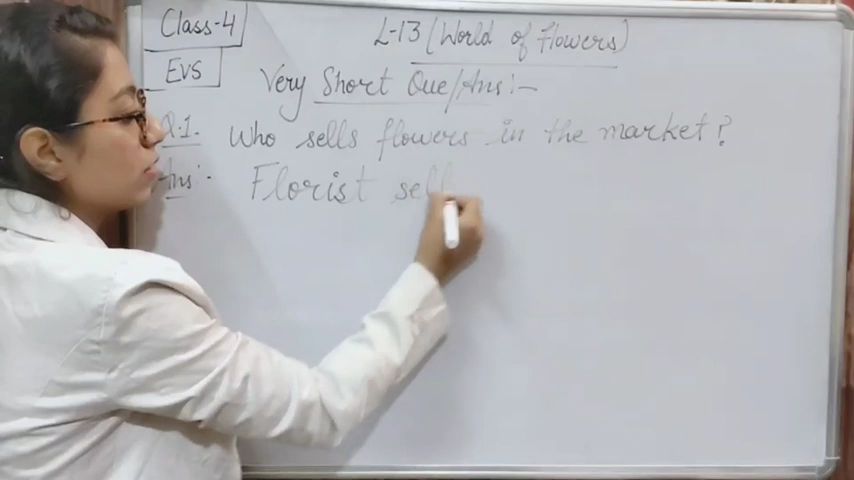 Class-4
L-13 (World of flowers)
EVS
Very Short Que/Ans:-
Q.1. Who sells flowers in the market?
Ans:- Florist sell